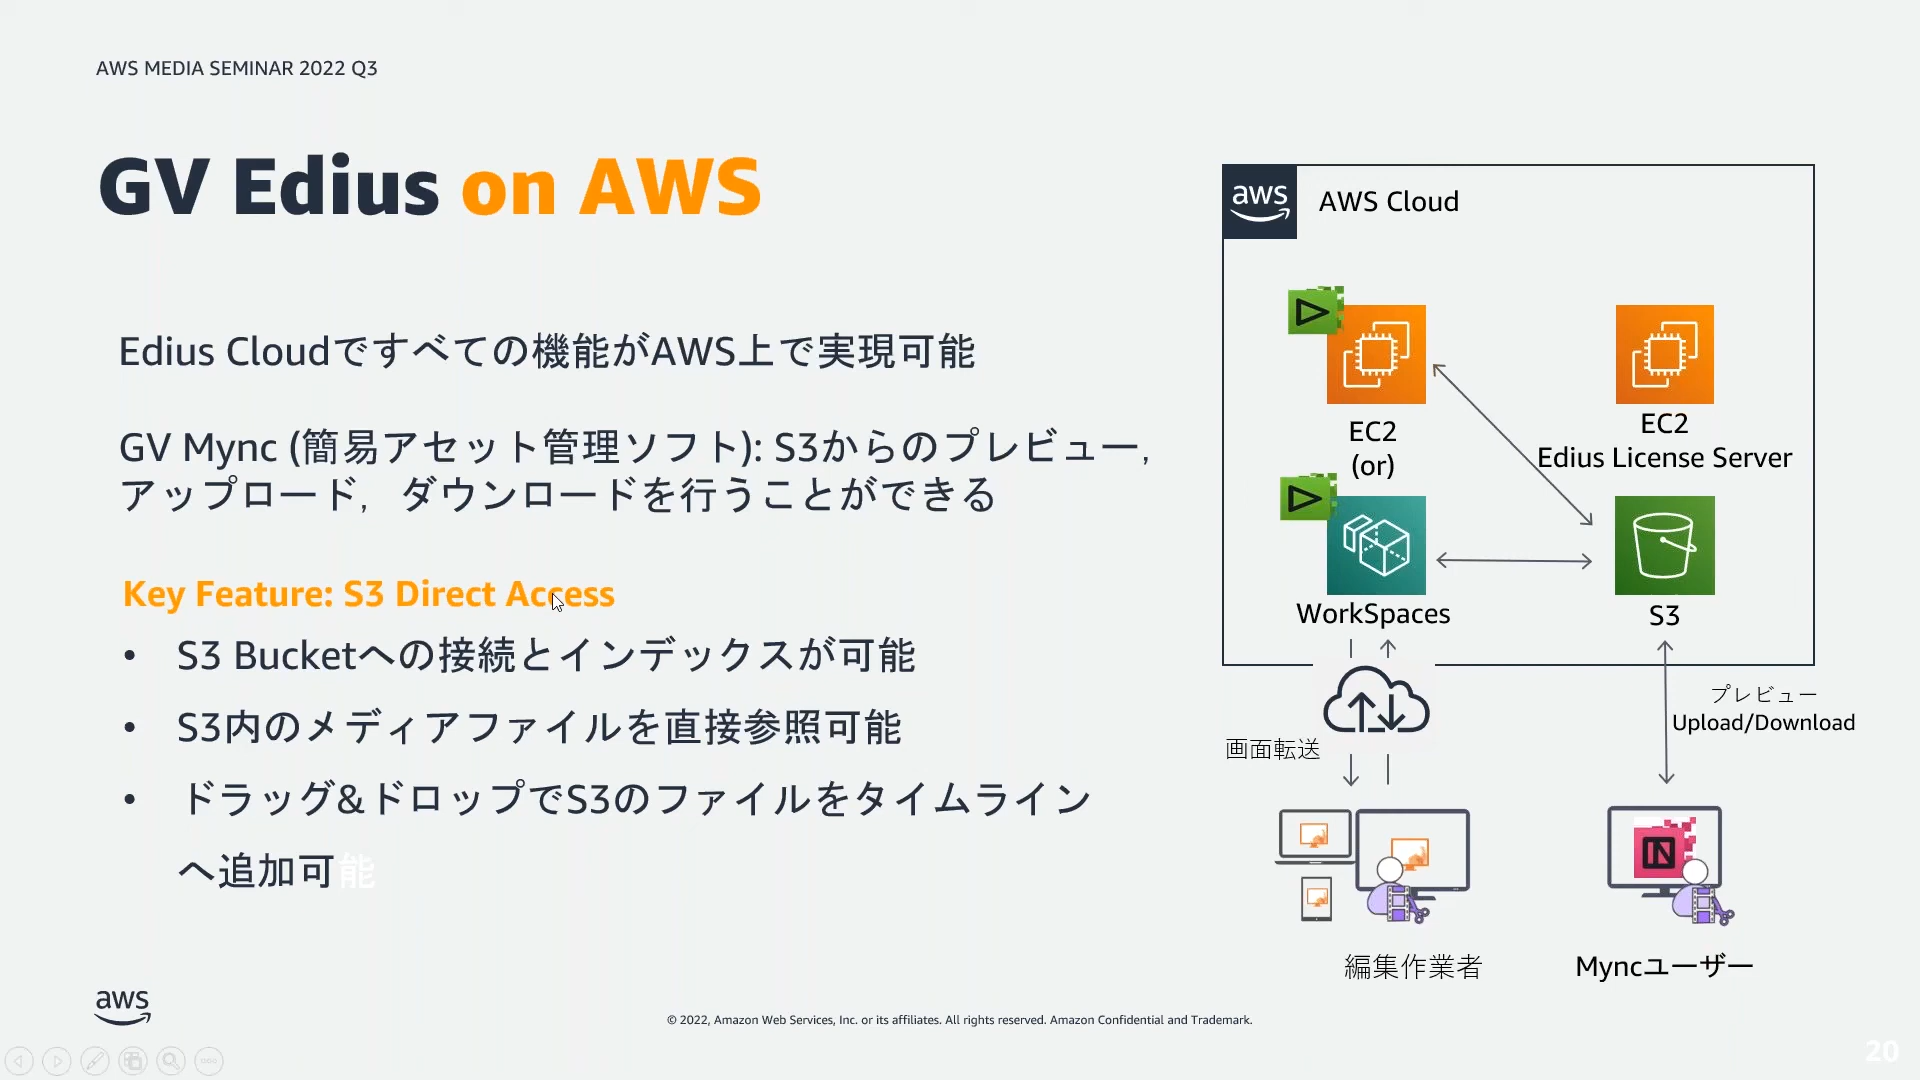 AWS MEDIA SEMINAR 2022 Q3
GV Edius on AWS
Edius Cloudですべての機能がAWS上で実現可能
GV Mync (簡易アセット管理ソフト): S3からのプレビュー,
アップロード, ダウンロードを行うことができる
Key Feature: S3 Direct Access
• S3 Bucketへの接続とインデックスが可能
• S3内のメディアファイルを直接参照可能
• ドラッグ&ドロップでS3のファイルをタイムライン
へ追加可能
aws
AWS Cloud
EC2
(or)
EC2
Edius License Server
WorkSpaces
S3
画面転送
プレビュー
Upload/Download
編集作業者
Myncユーザー
aws
© 2022, Amazon Web Services, Inc. or its affiliates. All rights reserved. Amazon Confidential and Trademark.
20